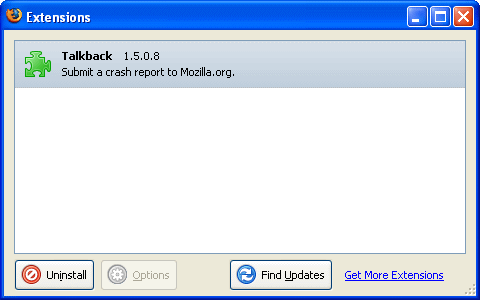 Extensions
Talkback 1.5.0.8
Submit a crash report to Mozilla.org.
Uninstall Options Find Updates Get More Extensions